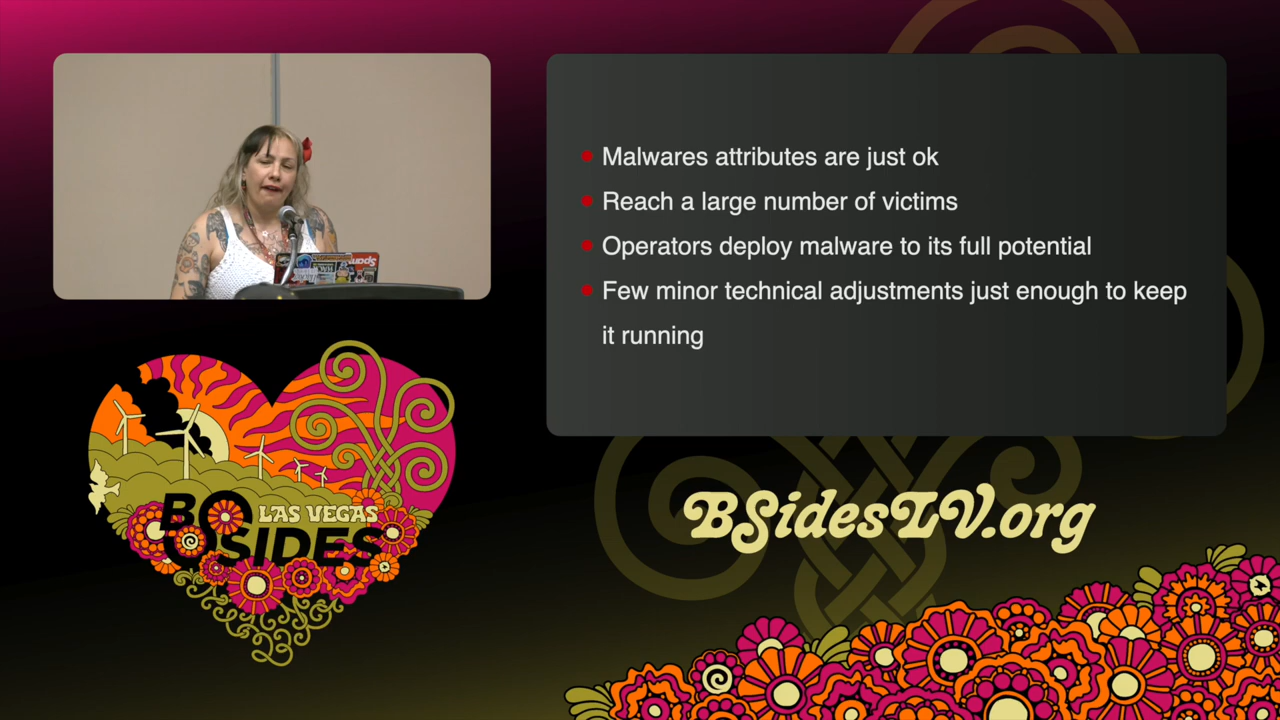 Malwares attributes are just ok
Reach a large number of victims
Operators deploy malware to its full potential
Few minor technical adjustments just enough to keep
it running
BSidesLV.org
LAS VEGAS
BSIDES
23